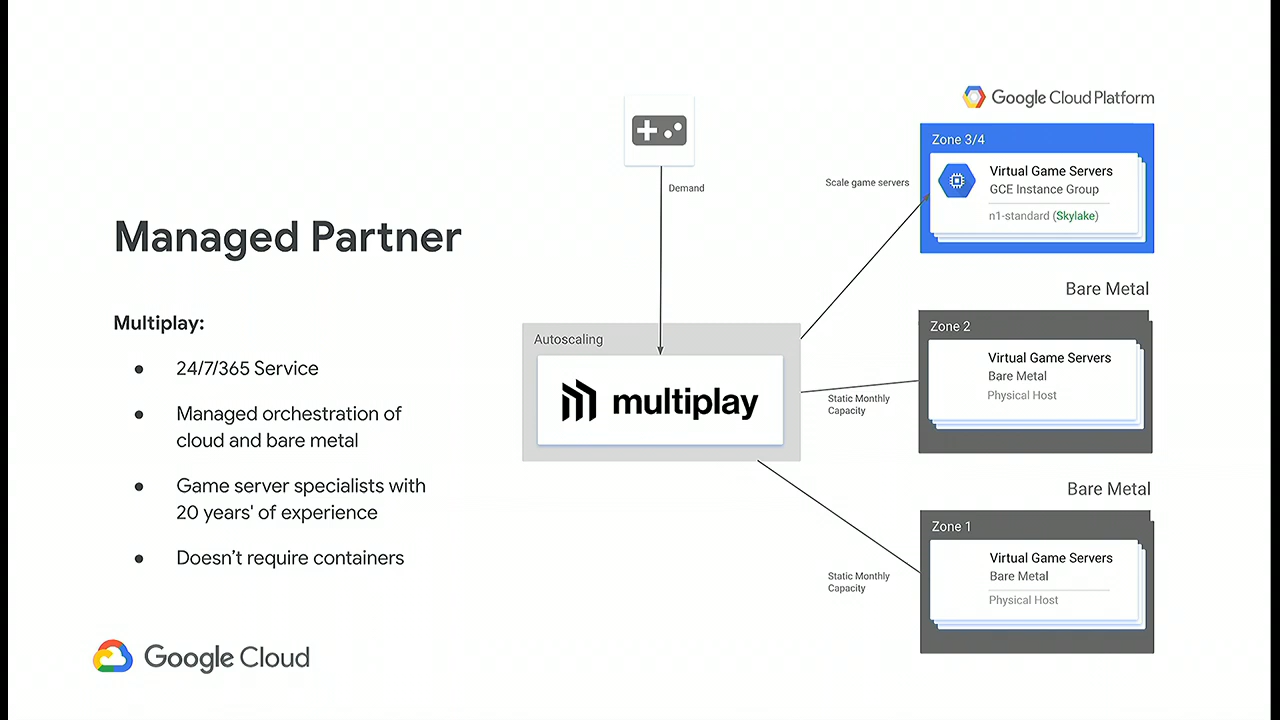 Managed Partner
Multiplay:
● 24/7/365 Service
● Managed orchestration of
cloud and bare metal
● Game server specialists with
20 years' of experience
● Doesn't require containers
Google Cloud
Demand
Autoscaling
multiplay
Scale game servers
Static Monthly
Capacity
Static Monthly
Capacity
Google Cloud Platform
Zone 3/4
Virtual Game Servers
GCE Instance Group
n1-standard (Skylake)
Bare Metal
Zone 2
Virtual Game Servers
Bare Metal
Physical Host
Bare Metal
Zone 1
Virtual Game Servers
Bare Metal
Physical Host